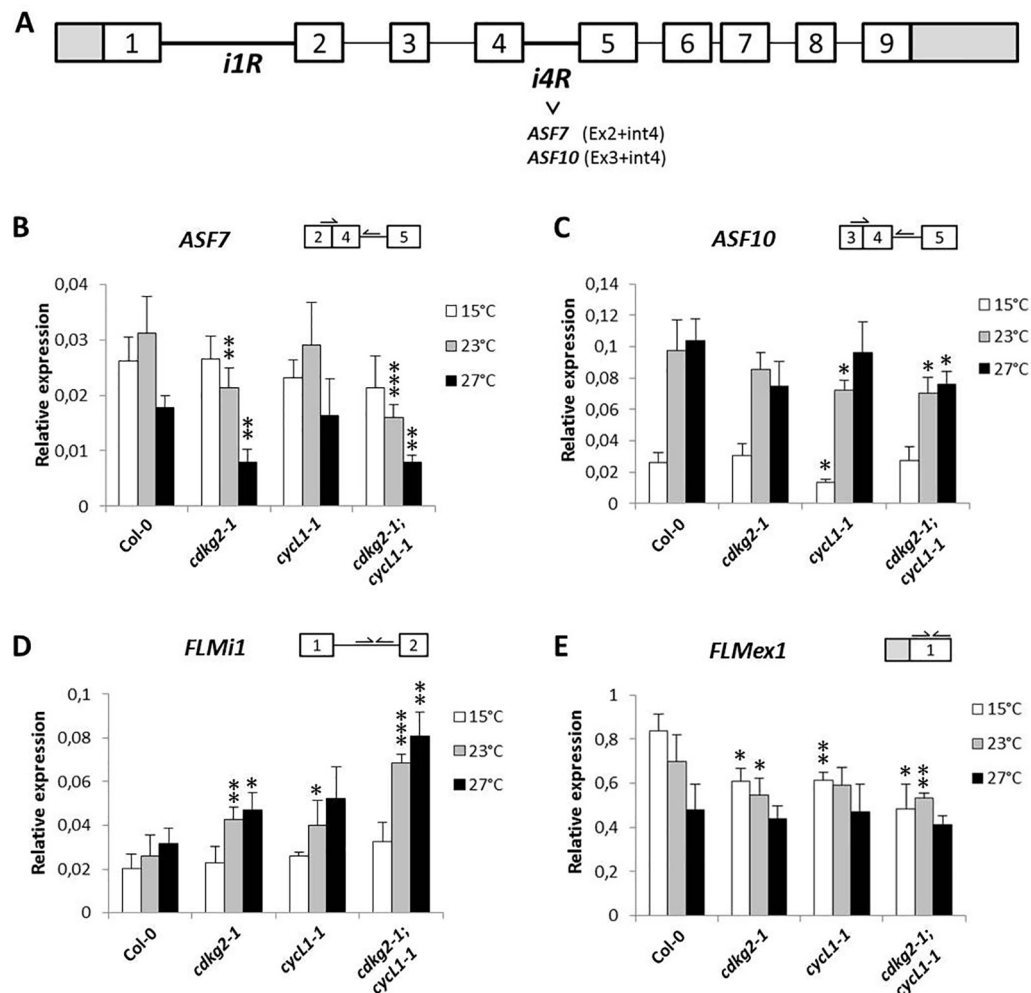 A
1 2 3 4 5 6 7 8 9
i1R
i4R
ASF7 (Ex2+int4)
ASF10 (Ex3+int4)
B
ASF7
2 4 5
Relative expression
0,04
0,03
0,02
0,01
0
15°C
23°C
27°C
**
**
***
**
Col-0
cdkg2-1
cycL1-1
cdkg2-1;
cycL1-1
C
ASF10
3 4 5
Relative expression
0,14
0,12
0,1
0,08
0,06
0,04
0,02
0
15°C
23°C
27°C
*
*
*
*
Col-0
cdkg2-1
cycL1-1
cdkg2-1;
cycL1-1
D
FLMi1
1 2
Relative expression
0,1
0,08
0,06
0,04
0,02
0
15°C
23°C
27°C
**
*
*
***
**
Col-0
cdkg2-1
cycL1-1
cdkg2-1;
cycL1-1
E
FLMex1
1
Relative expression
1
0,8
0,6
0,4
0,2
0
15°C
23°C
27°C
*
*
**
*
**
Col-0
cdkg2-1
cycL1-1
cdkg2-1;
cycL1-1